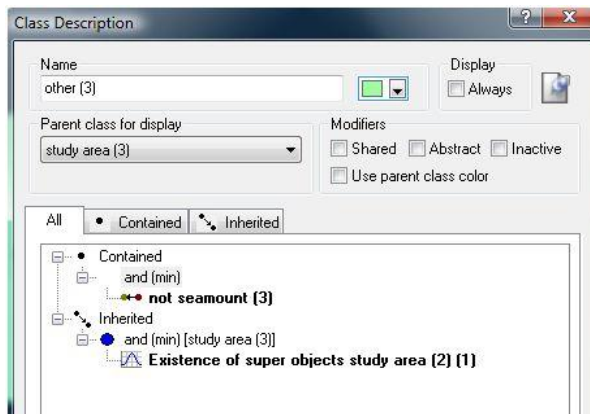 Class Description
?
X
Name
other (3)
Display
Always
Parent class for display
study area (3)
Modifiers
Shared Abstract Inactive
Use parent class color
All Contained Inherited
Contained
and (min)
not seamount (3)
Inherited
and (min) [study area (3)]
Existence of super objects study area (2) (1)